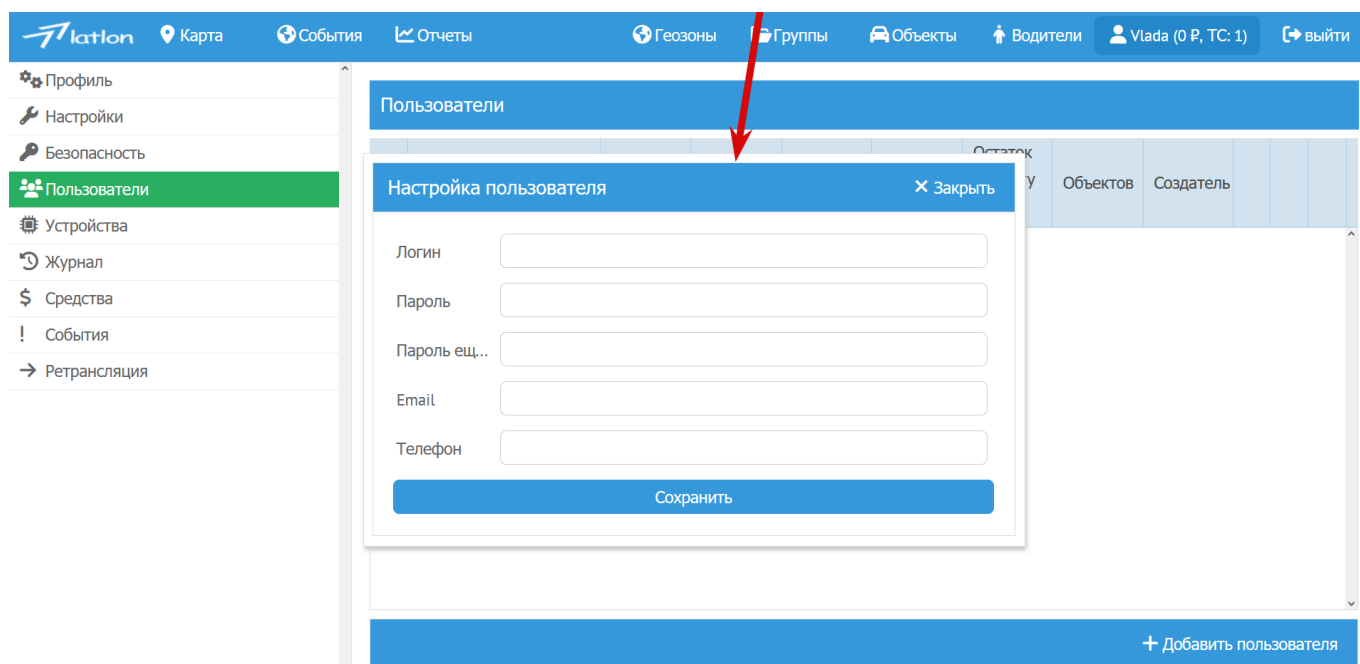 latlon Карта События Отчеты Геозоны Группы Объекты Водители Vlada (0 ₽, ТС: 1) выйти
Профиль
Настройки
Безопасность
Пользователи
Устройства
Журнал
$ Средства
! События
Ретрансляция
Пользователи
Остаток
Объектов Создатель
Настройка пользователя × Закрыть
Логин
Пароль
Пароль ещ...
Email
Телефон
Сохранить
+ Добавить пользователя